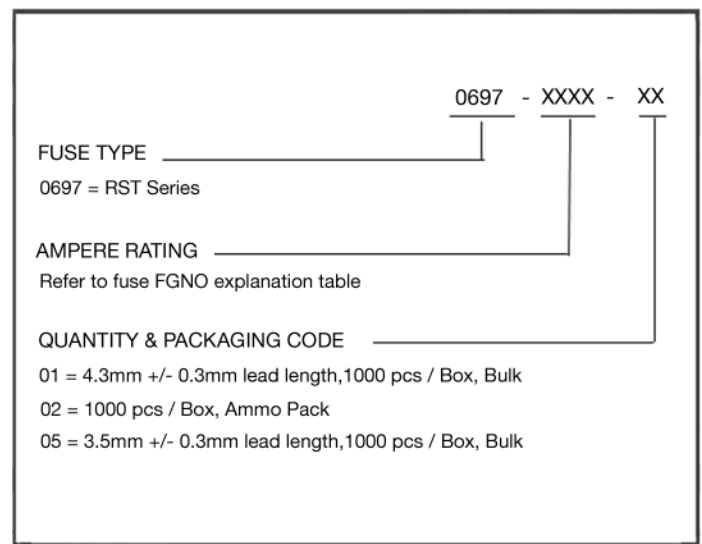 0697 - XXXX - XX
FUSE TYPE
0697 = RST Series
AMPERE RATING
Refer to fuse FGNO explanation table
QUANTITY & PACKAGING CODE
01 = 4.3mm +/- 0.3mm lead length,1000 pcs / Box, Bulk
02 = 1000 pcs / Box, Ammo Pack
05 = 3.5mm +/- 0.3mm lead length,1000 pcs / Box, Bulk